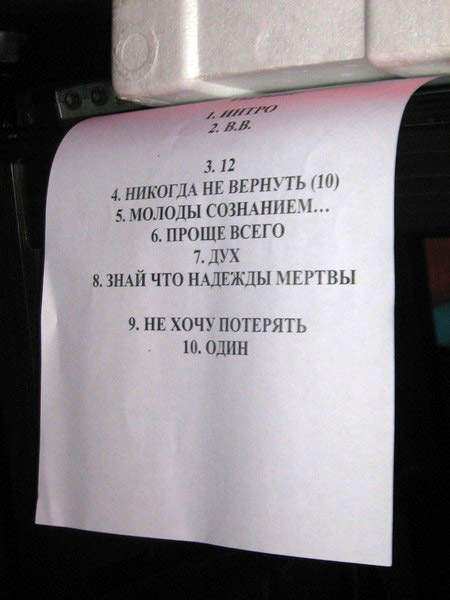 1. ИНТРО
2. В.В.
3. 12
4. НИКОГДА НЕ ВЕРНУТЬ (10)
5. МОЛОДЫ СОЗНАНИЕМ...
6. ПРОЩЕ ВСЕГО
7. ДУХ
8. ЗНАЙ ЧТО НАДЕЖДЫ МЕРТВЫ
9. НЕ ХОЧУ ПОТЕРЯТЬ
10. ОДИН